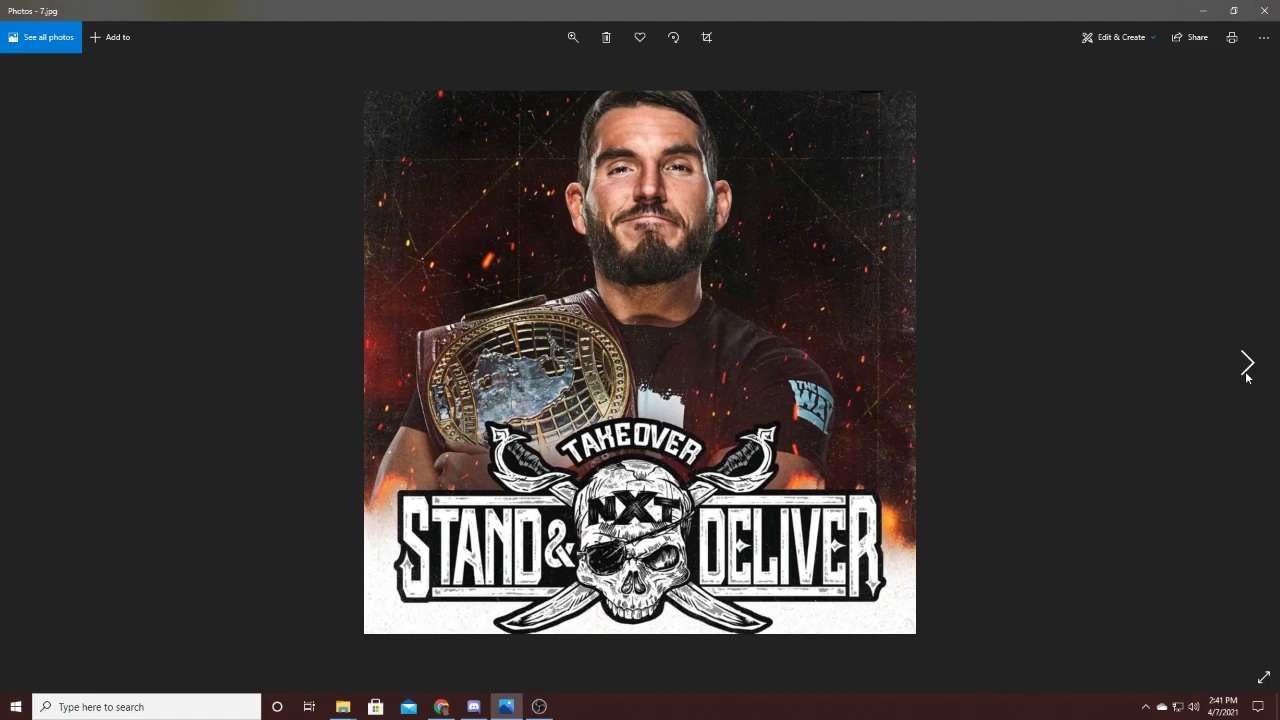 Photos - 7.jpg
See all photos
Add to
Edit & Create
Share
THE
WAY
TAKEOVER
NXT
STAND & DELIVER
Type here to search
2:41 PM
4/7/2021